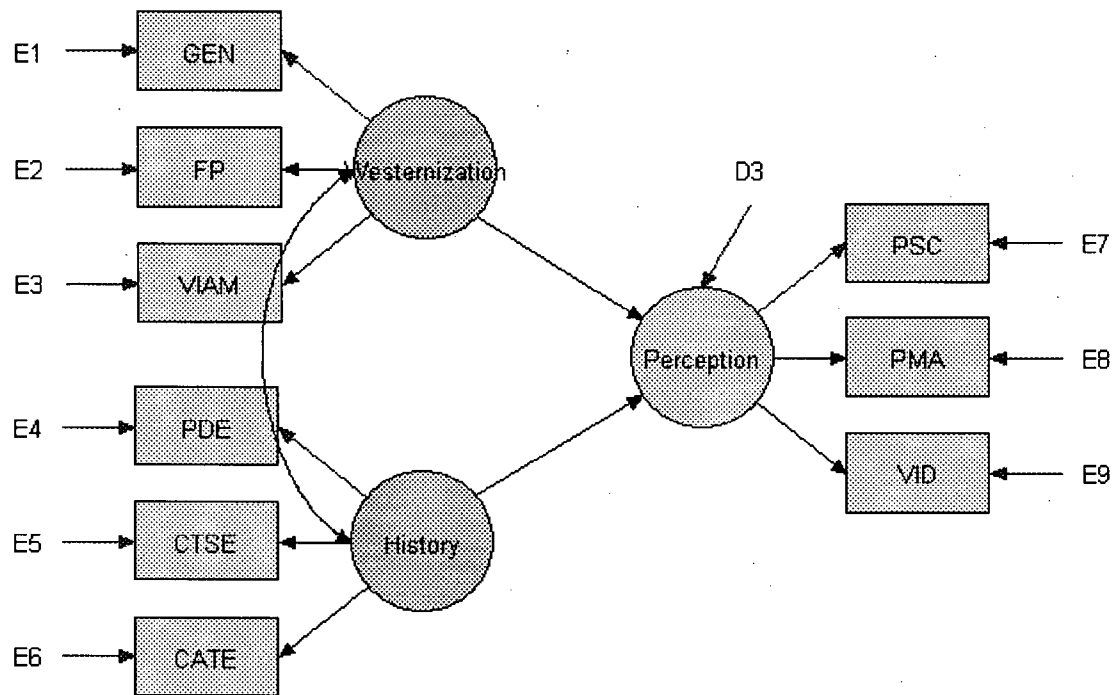 E1
GEN
E2
FP
Westernization
D3
E3
VIAM
PSC
E7
Perception
PMA
E8
E4
PDE
VID
E9
E5
CTSE
History
E6
CATE